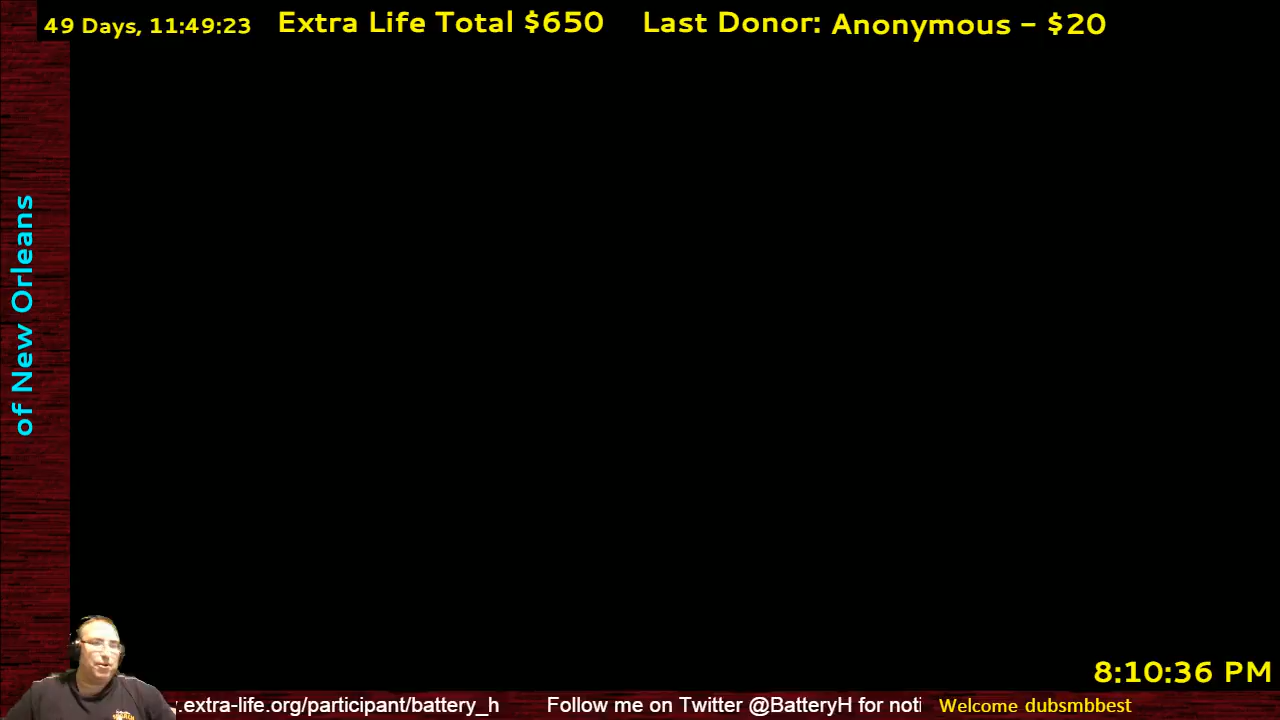 49 Days, 11:49:23
Extra Life Total $650
Last Donor: Anonymous - $20
of New Orleans
8:10:36 PM
.extra-life.org/participant/battery_h
Follow me on Twitter @BatteryH for noti
Welcome dubsmbbest